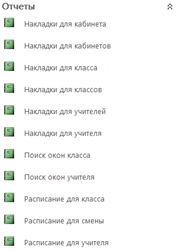 Отчеты
Накладки для кабинета
Накладки для кабинетов
Накладки для класса
Накладки для классов
Накладки для учителей
Накладки для учителя
Поиск окон класса
Поиск окон учителя
Расписание для класса
Расписание для смены
Расписание для учителя